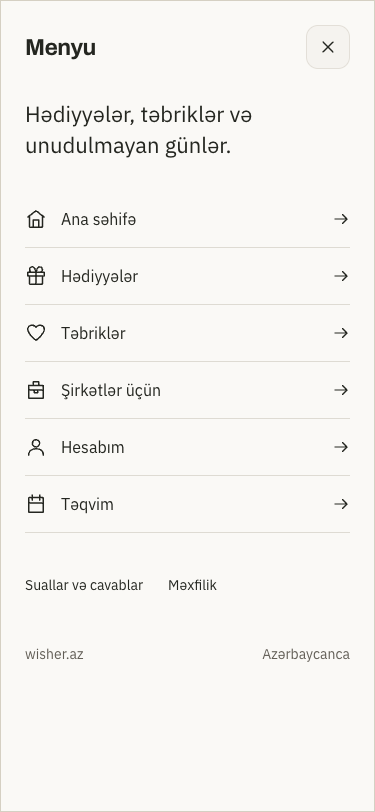 Menyu
Hədiyyələr, təbriklər və
unudulmayan günlər.
Ana səhifə
Hədiyyələr
Təbriklər
Şirkətlər üçün
Hesabım
Təqvim
Suallar və cavablar Məxfilik
wisher.az Azərbaycanca